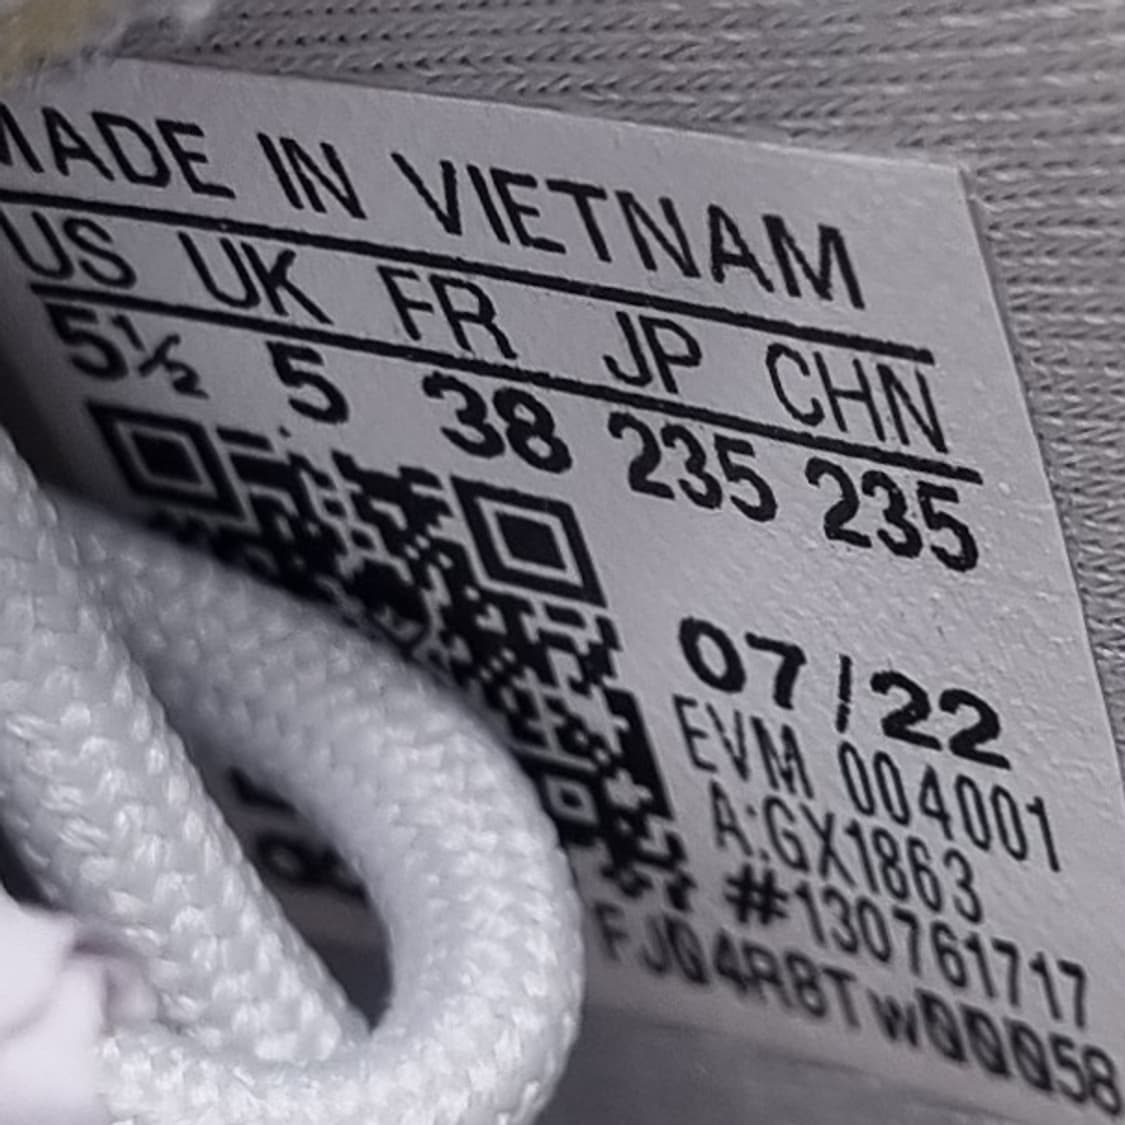 MADE IN VIETNAM
US UK FR JP CHN
5½ 5 38 235 235
07/22
EVM 004001
A:GX1863
#130761717